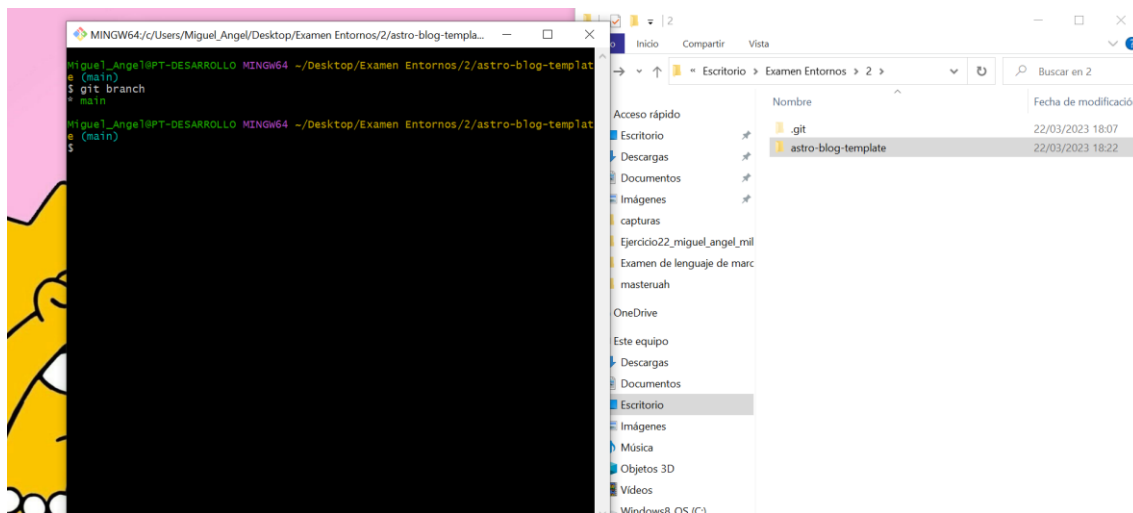 MINGW64:/c/Users/Miguel_Angel/Desktop/Examen Entornos/2/astro-blog-templa...
Miguel_Angel@PT-DESARROLLO MINGW64 ~/Desktop/Examen Entornos/2/astro-blog-templat
e (main)
$ git branch
* main
Miguel_Angel@PT-DESARROLLO MINGW64 ~/Desktop/Examen Entornos/2/astro-blog-templat
e (main)
$
2
o Inicio Compartir Vista
« Escritorio > Examen Entornos > 2 >
Buscar en 2
Nombre Fecha de modificació
Acceso rápido
Escritorio
Descargas
Documentos
Imágenes
capturas
Ejercicio22_miguel_angel_mil
Examen de lenguaje de marc
masteruah
OneDrive
Este equipo
Descargas
Documentos
Escritorio
Imágenes
Música
Objetos 3D
Vídeos
Windows8_OS (C:)
.git 22/03/2023 18:07
astro-blog-template 22/03/2023 18:22